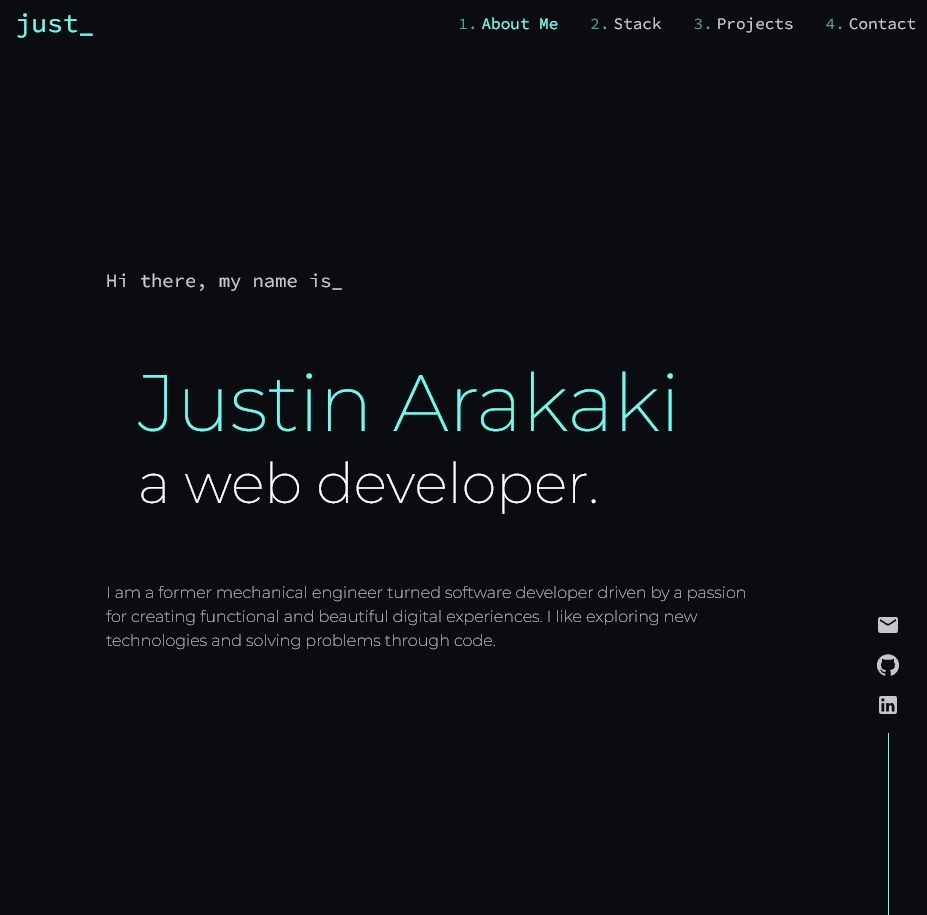 just_
1. About Me 2. Stack 3. Projects 4. Contact
Hi there, my name is_
Justin Arakaki
a web developer.
I am a former mechanical engineer turned software developer driven by a passion
for creating functional and beautiful digital experiences. I like exploring new
technologies and solving problems through code.
in